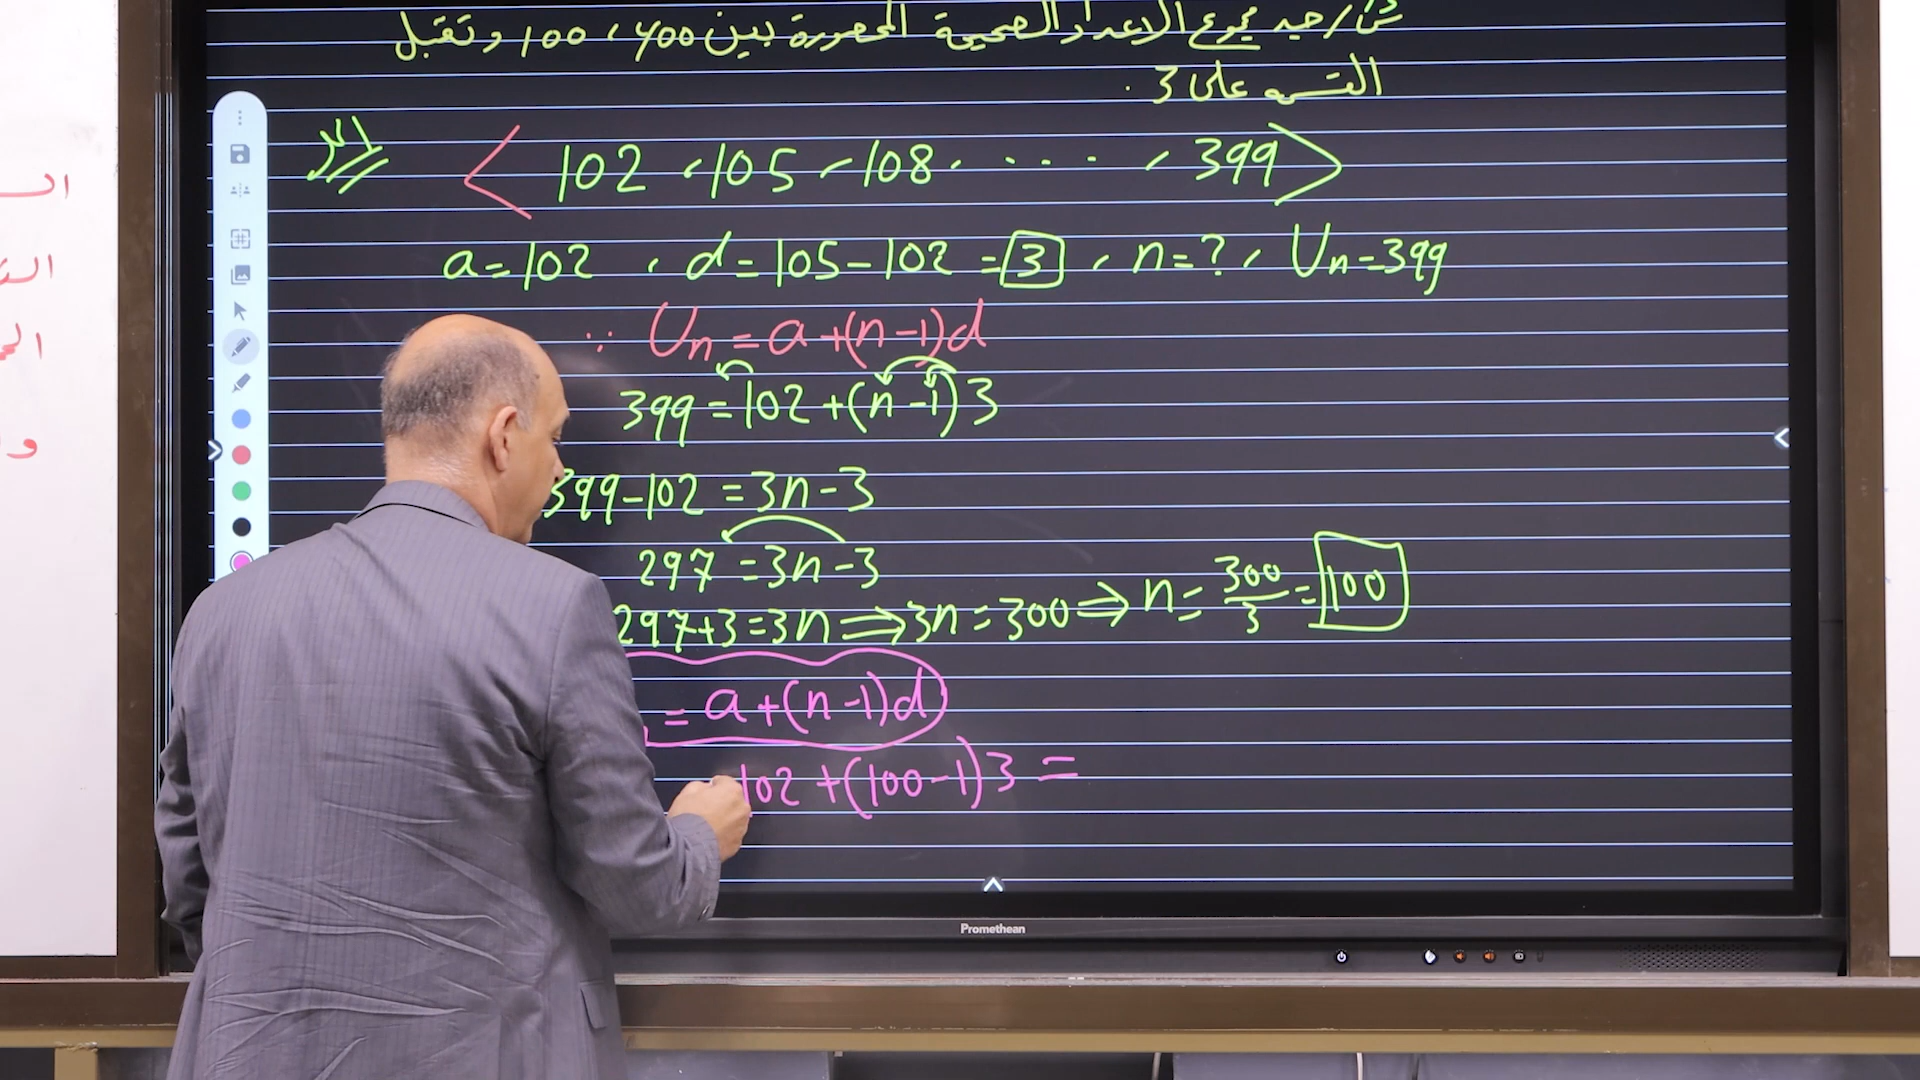 س/ جد مجموع الاعداد الصحيحة المحصورة بين 400 ، 100 وتقبل
القسمة على 3 .
102 ، 105 ، 108 ، . . . . ، 399
a = 102 ، d = 105 - 102 = 3 ، n = ? ، Un = 399
∵ Un = a + (n - 1)d
399 = 102 + (n - 1)3
399 - 102 = 3n - 3
297 = 3n - 3
297 + 3 = 3n ⇒ 3n = 300 ⇒ n = 300/3 = 100
= a + (n - 1)d
102 + (100 - 1)3 =
Promethean